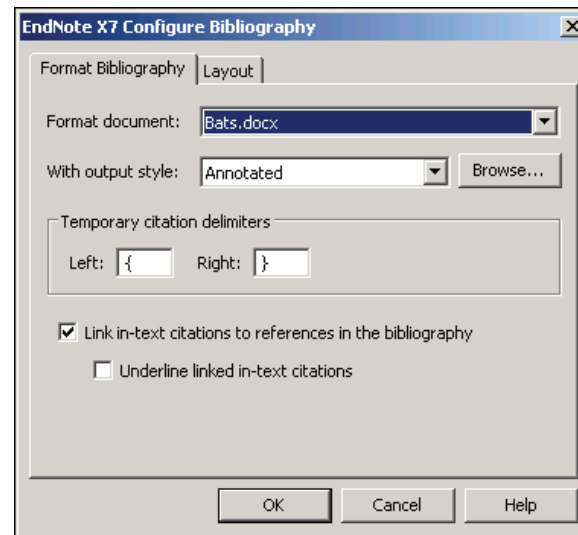 EndNote X7 Configure Bibliography
Format Bibliography Layout
Format document: Bats.docx
With output style: Annotated Browse...
Temporary citation delimiters
Left: { Right: }
Link in-text citations to references in the bibliography
Underline linked in-text citations
OK Cancel Help